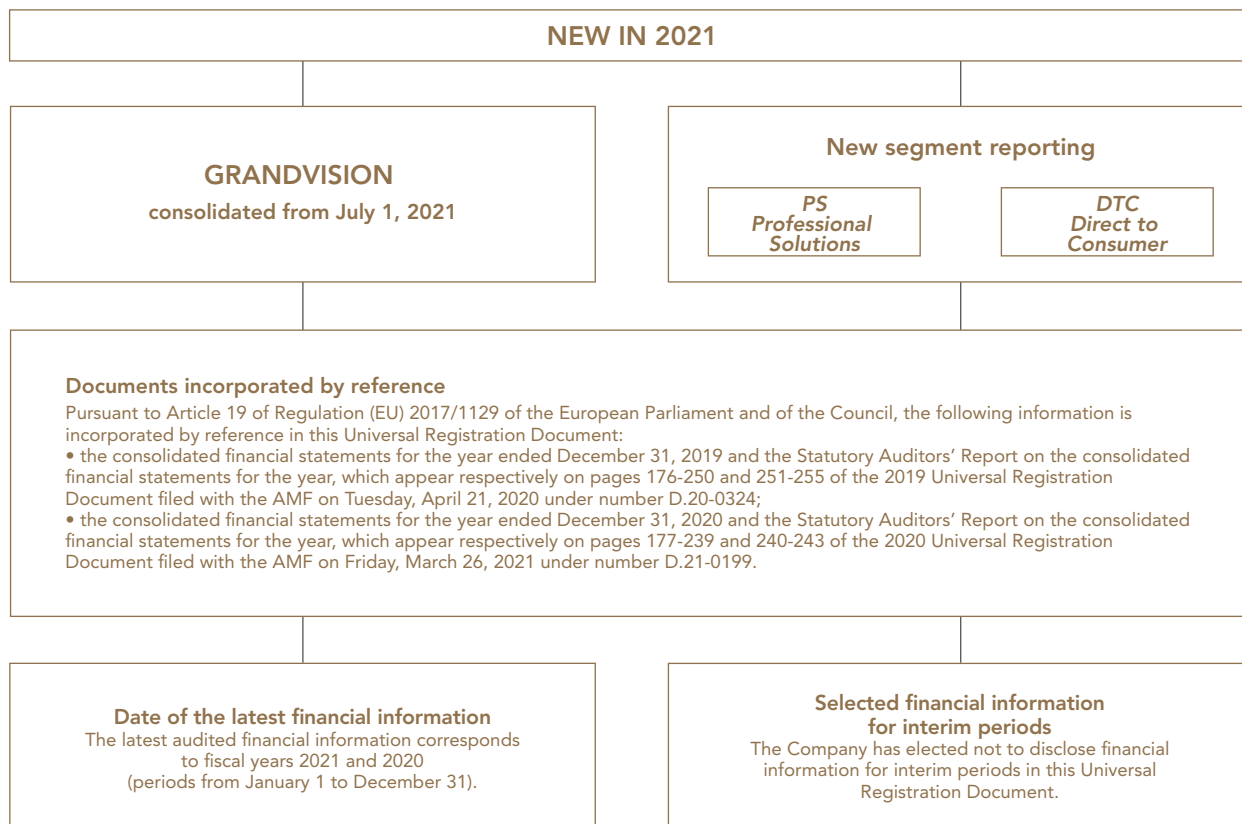 NEW IN 2021
GRANDVISION
consolidated from July 1, 2021
New segment reporting
PS
Professional
Solutions
DTC
Direct to
Consumer
Documents incorporated by reference
Pursuant to Article 19 of Regulation (EU) 2017/1129 of the European Parliament and of the Council, the following information is
incorporated by reference in this Universal Registration Document:
• the consolidated financial statements for the year ended December 31, 2019 and the Statutory Auditors’ Report on the consolidated
financial statements for the year, which appear respectively on pages 176-250 and 251-255 of the 2019 Universal Registration
Document filed with the AMF on Tuesday, April 21, 2020 under number D.20-0324;
• the consolidated financial statements for the year ended December 31, 2020 and the Statutory Auditors’ Report on the consolidated
financial statements for the year, which appear respectively on pages 177-239 and 240-243 of the 2020 Universal Registration
Document filed with the AMF on Friday, March 26, 2021 under number D.21-0199.
Date of the latest financial information
The latest audited financial information corresponds
to fiscal years 2021 and 2020
(periods from January 1 to December 31).
Selected financial information
for interim periods
The Company has elected not to disclose financial
information for interim periods in this Universal
Registration Document.